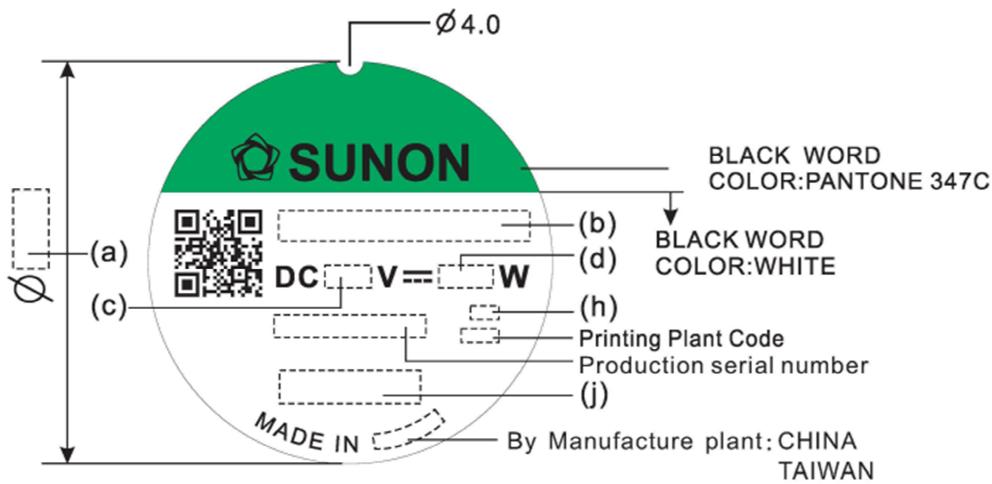 Ø4.0
SUNON
BLACK WORD
COLOR:PANTONE 347C
(b)
BLACK WORD
COLOR:WHITE
(a)
Ø
DC V W
(d)
(c)
(h)
Printing Plant Code
Production serial number
(j)
MADE IN
By Manufacture plant: CHINA
TAIWAN